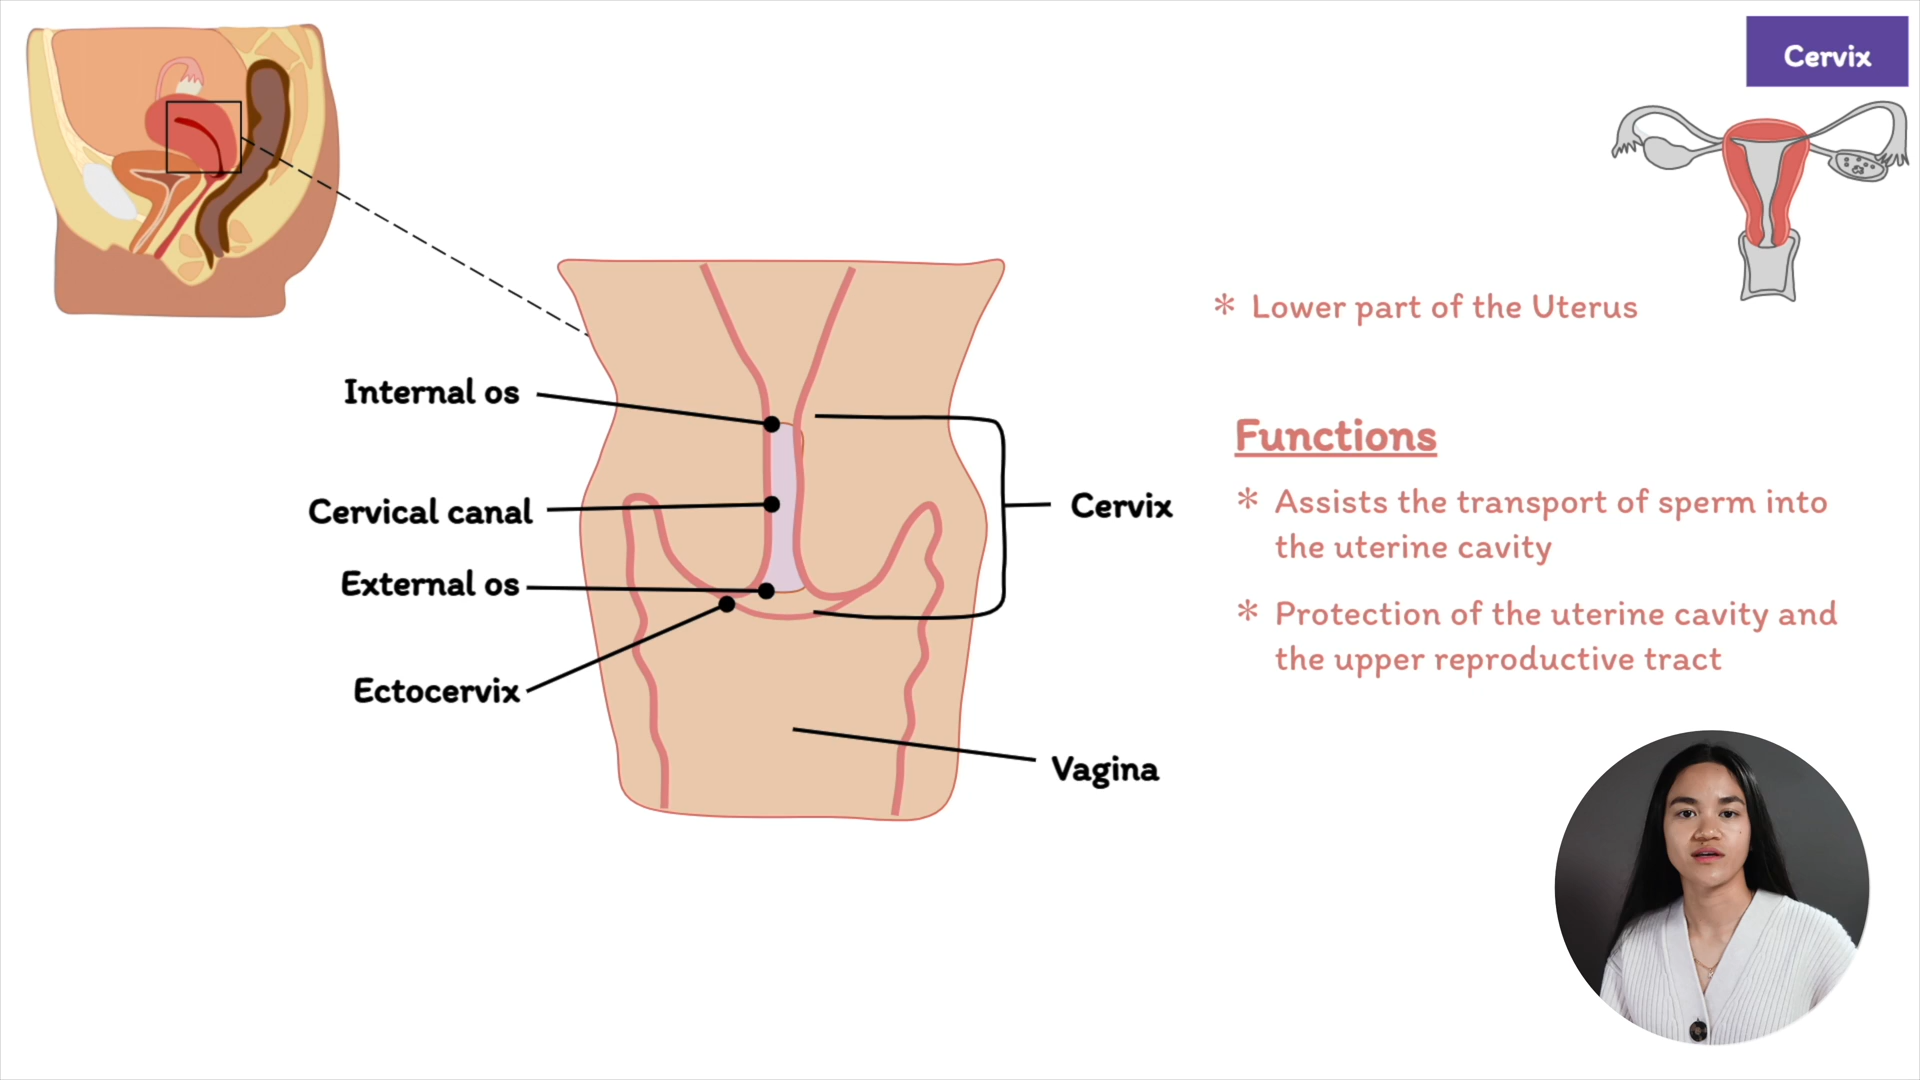 Cervix
* Lower part of the Uterus
Internal os
Cervical canal
External os
Ectocervix
Cervix
Vagina
Functions
* Assists the transport of sperm into
the uterine cavity
* Protection of the uterine cavity and
the upper reproductive tract